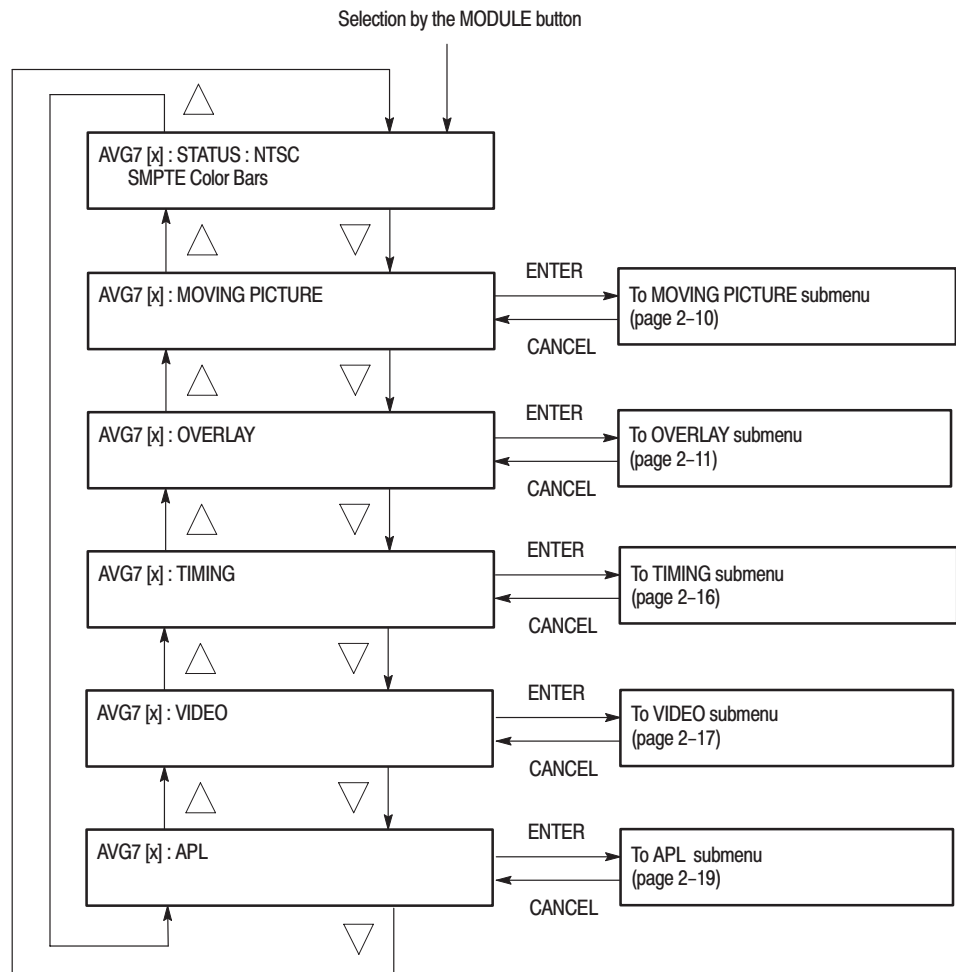 Selection by the MODULE button
AVG7 [x] : STATUS : NTSC
SMPTE Color Bars
AVG7 [x] : MOVING PICTURE
ENTER
CANCEL
To MOVING PICTURE submenu
(page 2–10)
AVG7 [x] : OVERLAY
ENTER
CANCEL
To OVERLAY submenu
(page 2–11)
AVG7 [x] : TIMING
ENTER
CANCEL
To TIMING submenu
(page 2–16)
AVG7 [x] : VIDEO
ENTER
CANCEL
To VIDEO submenu
(page 2–17)
AVG7 [x] : APL
ENTER
CANCEL
To APL submenu
(page 2–19)